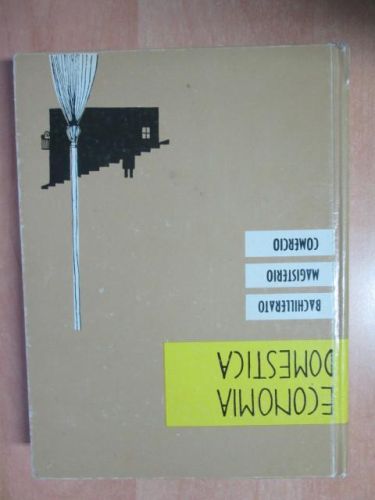 ECONOMIA
DOMESTICA
BACHILLERATO
MAGISTERIO
COMERCIO